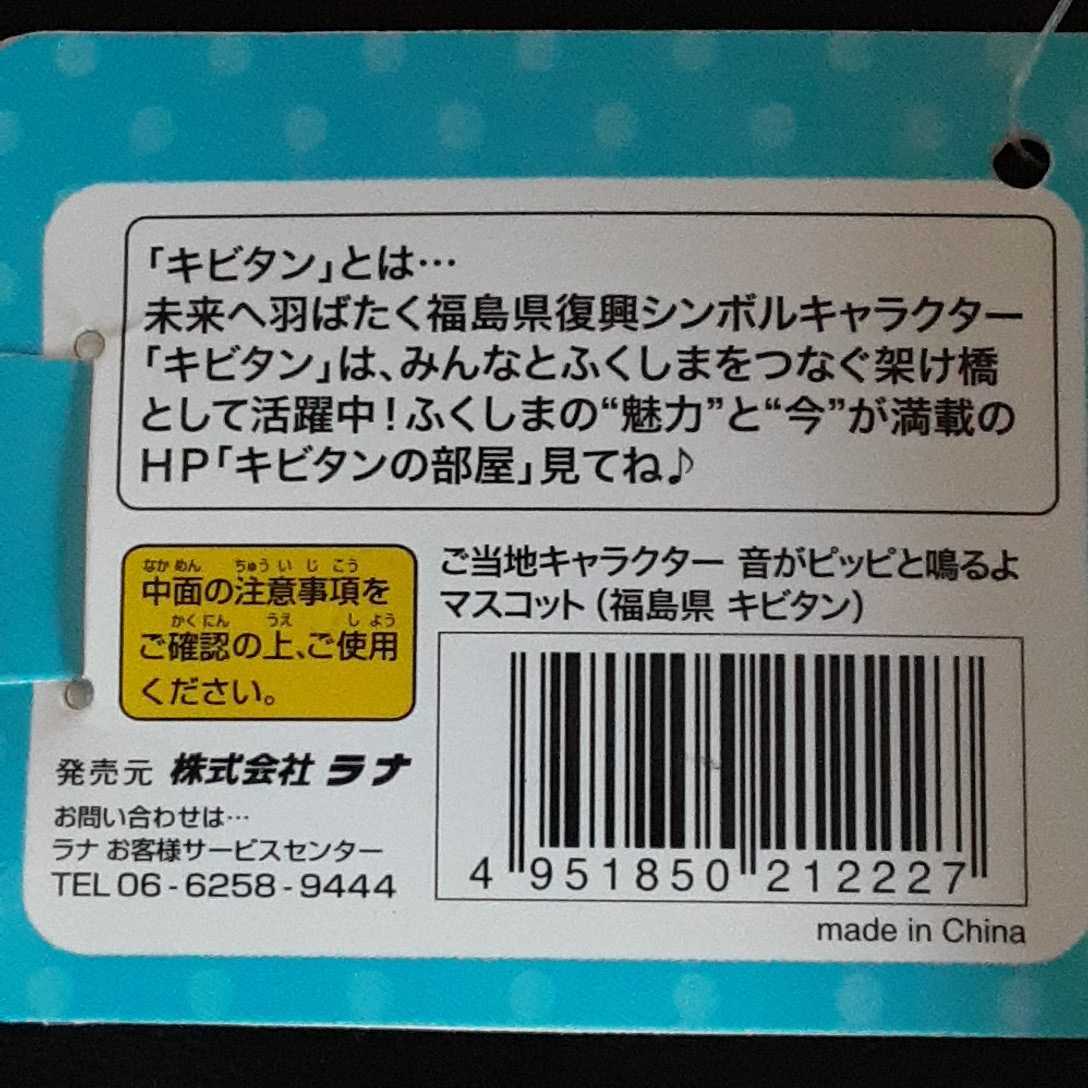 「キビタン」とは…
未来へ羽ばたく福島県復興シンボルキャラクター
「キビタン」は、みんなとふくしまをつなぐ架け橋
として活躍中!ふくしまの“魅力”と“今”が満載の
HP「キビタンの部屋」見てね♪
なかめん ちゅういじこう
中面の注意事項を
かくにん うえ しよう
ご確認の上、ご使用
ください。
ご当地キャラクター 音がピッピと鳴るよ
マスコット(福島県 キビタン)
4 951850 212227
made in China
発売元 株式会社 ラナ
お問い合わせは…
ラナ お客様サービスセンター
TEL 06-6258-9444